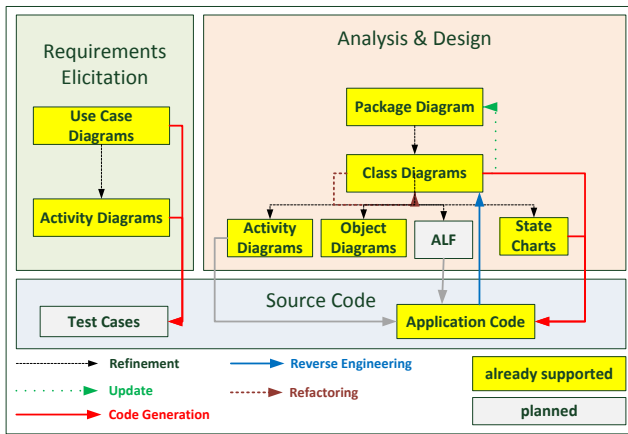 Requirements
Elicitation
Use Case
Diagrams
Activity Diagrams
Analysis & Design
Package Diagram
Class Diagrams
Activity
Diagrams
Object
Diagrams
ALF
State
Charts
Source Code
Test Cases
Application Code
Refinement
Update
Code Generation
Reverse Engineering
Refactoring
already supported
planned